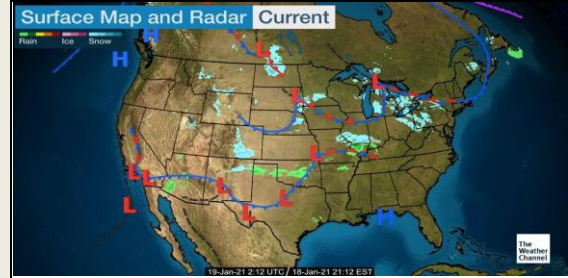 Surface Map and Radar Current
Rain Ice Snow
H
H
L
L
L
L
L
L
L
L
L
L
H
The
Weather
Channel
19-Jan-21 2:12 UTC / 18-Jan-21 21:12 EST